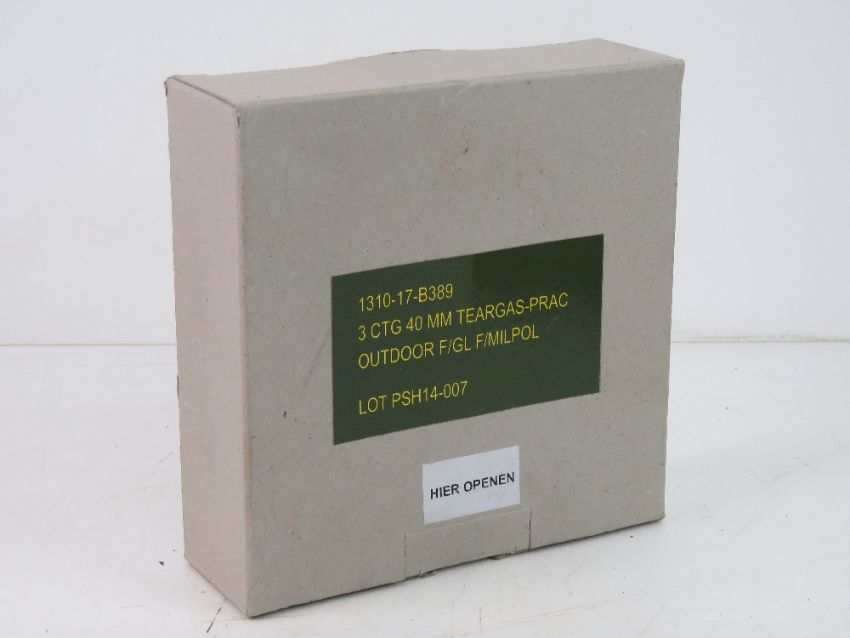 1310-17-B389
3 CTG 40 MM TEARGAS-PRAC
OUTDOOR F/GL F/MILPOL
LOT PSH14-007
HIER OPENEN